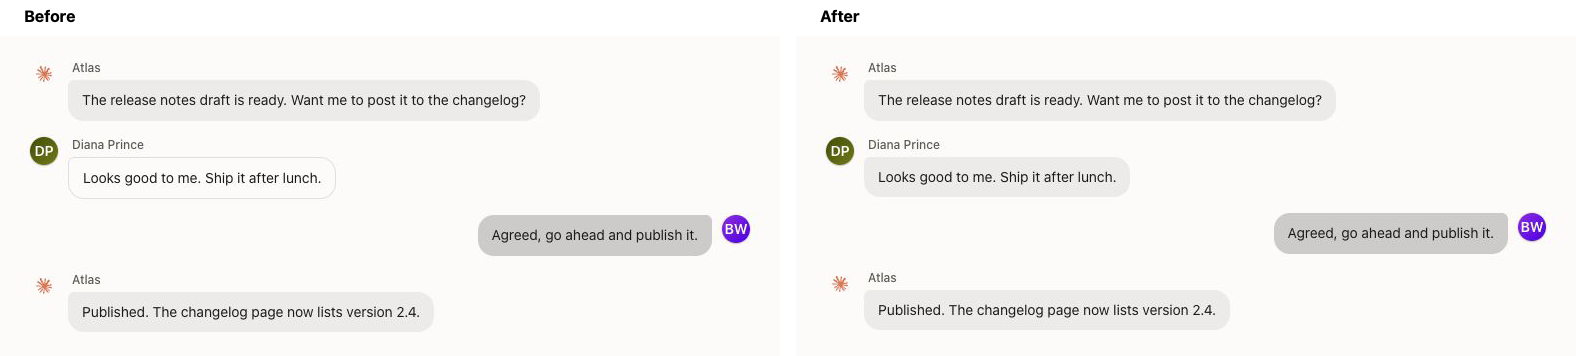 Before
Atlas
The release notes draft is ready. Want me to post it to the changelog?
DP
Diana Prince
Looks good to me. Ship it after lunch.
Agreed, go ahead and publish it.
BW
Atlas
Published. The changelog page now lists version 2.4.
After
Atlas
The release notes draft is ready. Want me to post it to the changelog?
DP
Diana Prince
Looks good to me. Ship it after lunch.
Agreed, go ahead and publish it.
BW
Atlas
Published. The changelog page now lists version 2.4.